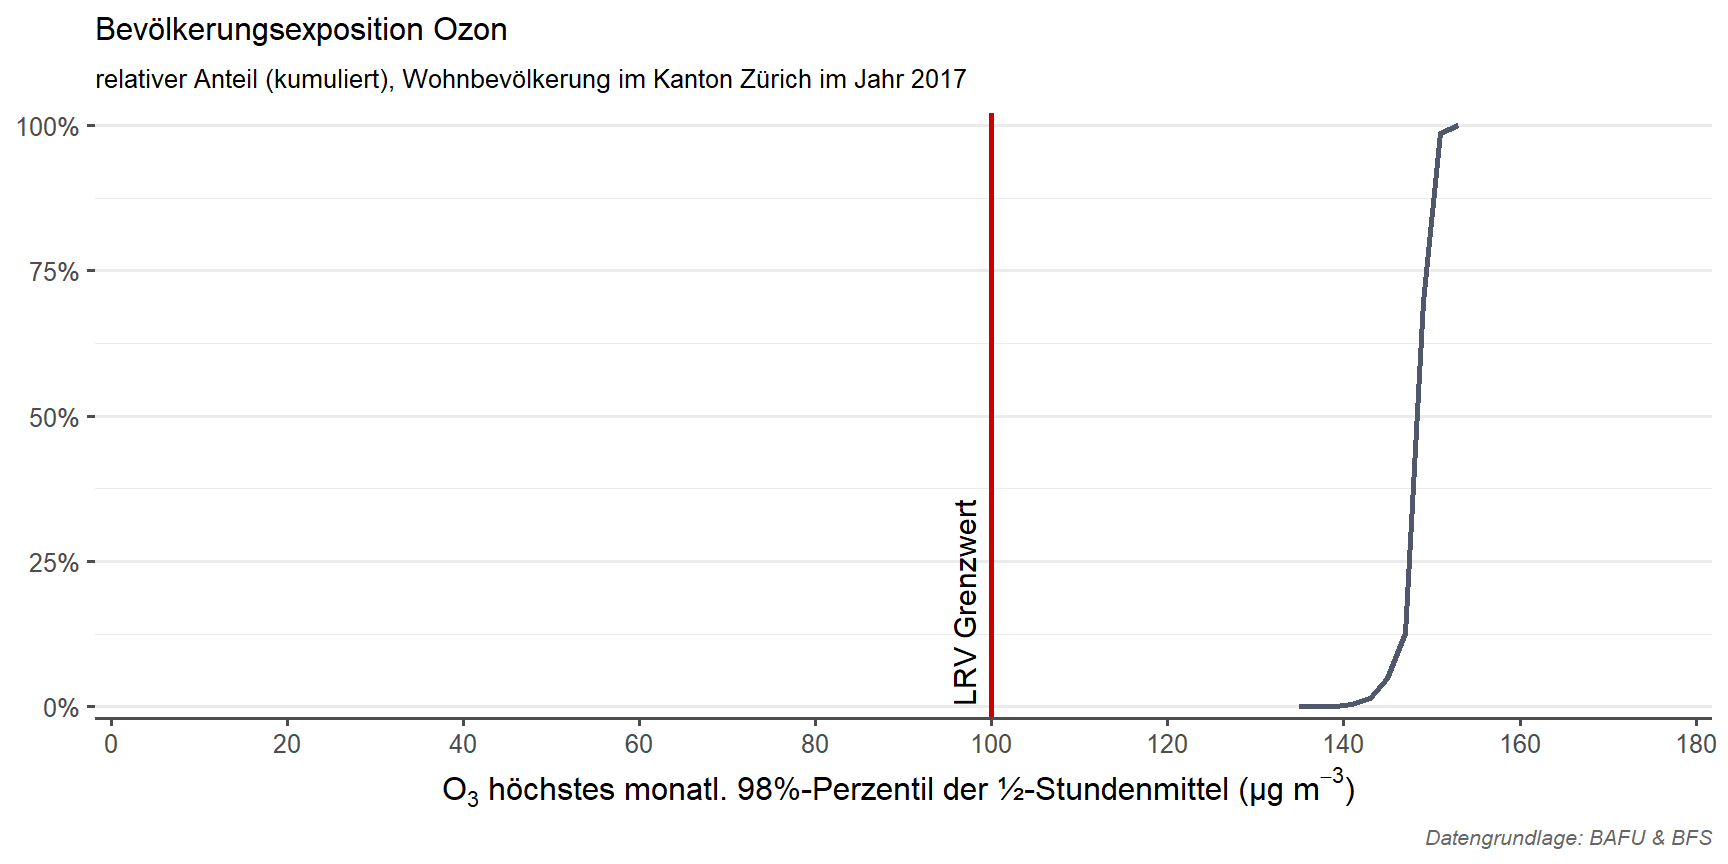 Bevölkerungsexposition Ozon
relativer Anteil (kumuliert), Wohnbevölkerung im Kanton Zürich im Jahr 2017
100%
75%
50%
25%
0%
LRV Grenzwert
0 20 40 60 80 100 120 140 160 180
O₃ höchstes monatl. 98%-Perzentil der ½-Stundenmittel (µg m⁻³)
Datengrundlage: BAFU & BFS